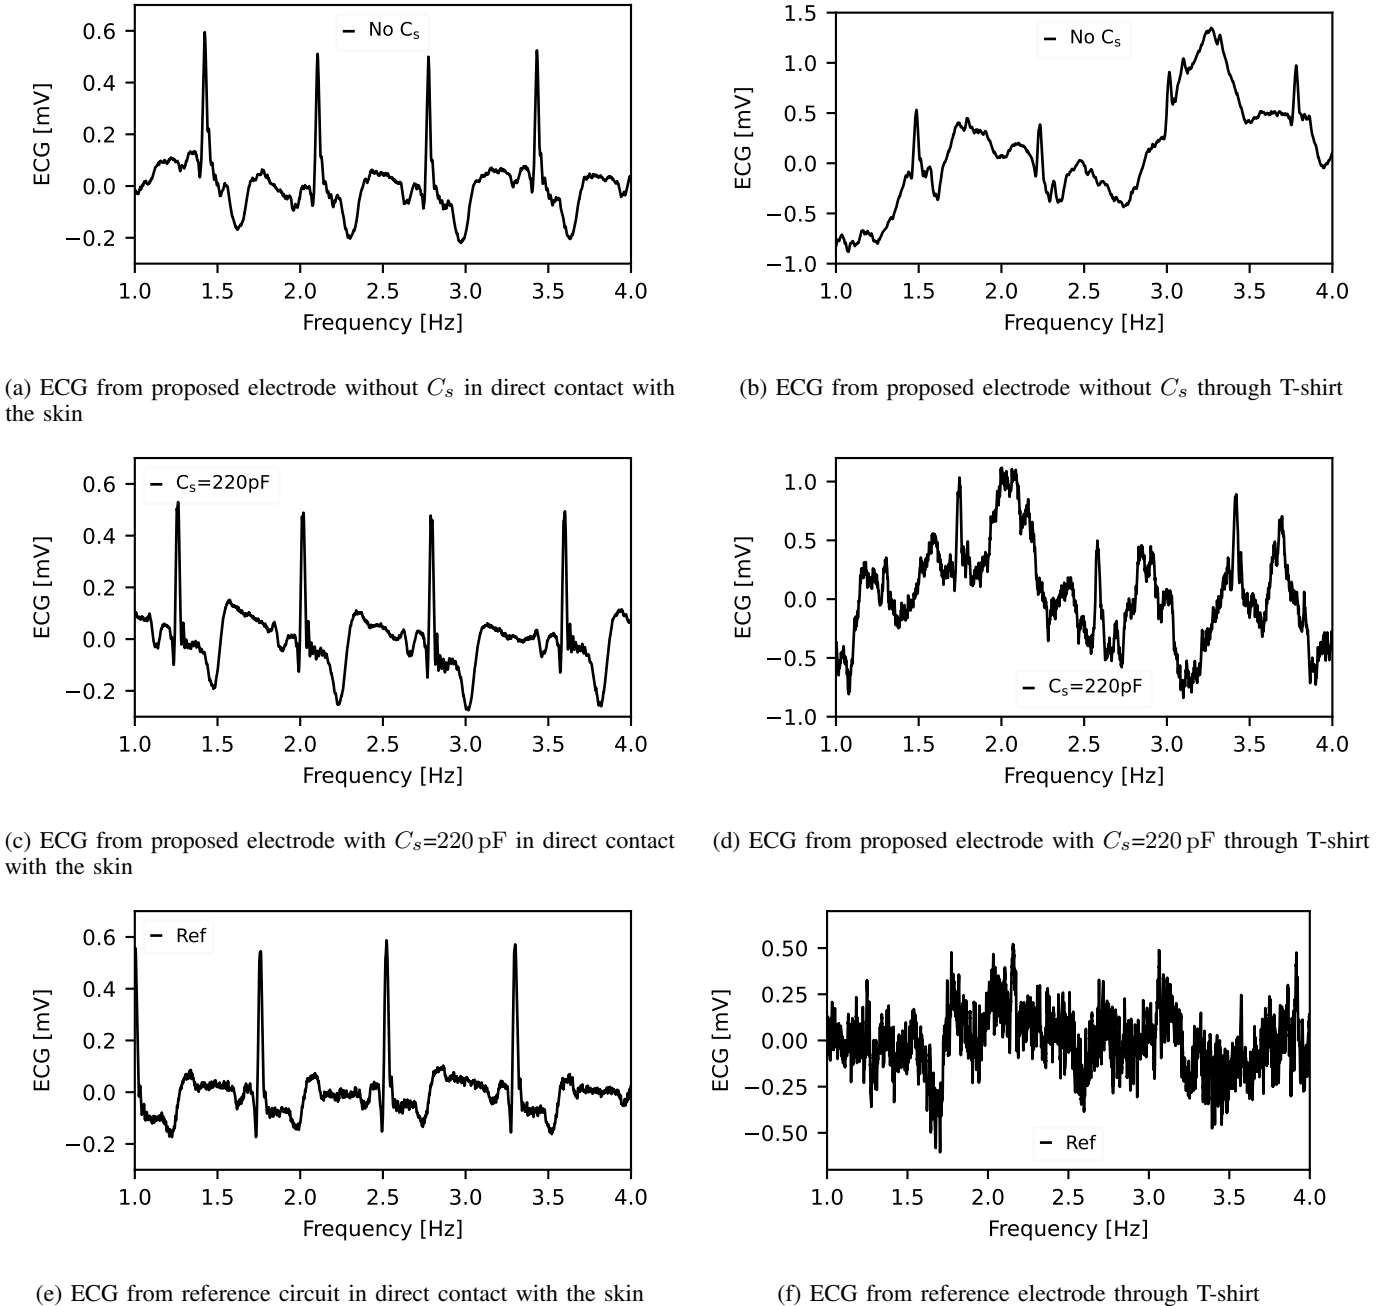 0.6
0.4
0.2
0.0
−0.2
ECG [mV]
No Cₛ
1.0 1.5 2.0 2.5 3.0 3.5 4.0
Frequency [Hz]
(a) ECG from proposed electrode without Cₛ in direct contact with
the skin
1.5
1.0
0.5
0.0
−0.5
−1.0
ECG [mV]
No Cₛ
1.0 1.5 2.0 2.5 3.0 3.5 4.0
Frequency [Hz]
(b) ECG from proposed electrode without Cₛ through T-shirt
0.6
0.4
0.2
0.0
−0.2
ECG [mV]
Cₛ=220pF
1.0 1.5 2.0 2.5 3.0 3.5 4.0
Frequency [Hz]
(c) ECG from proposed electrode with Cₛ=220 pF in direct contact
with the skin
1.0
0.5
0.0
−0.5
−1.0
ECG [mV]
Cₛ=220pF
1.0 1.5 2.0 2.5 3.0 3.5 4.0
Frequency [Hz]
(d) ECG from proposed electrode with Cₛ=220 pF through T-shirt
0.6
0.4
0.2
0.0
−0.2
ECG [mV]
Ref
1.0 1.5 2.0 2.5 3.0 3.5 4.0
Frequency [Hz]
(e) ECG from reference circuit in direct contact with the skin
0.50
0.25
0.00
−0.25
−0.50
ECG [mV]
Ref
1.0 1.5 2.0 2.5 3.0 3.5 4.0
Frequency [Hz]
(f) ECG from reference electrode through T-shirt